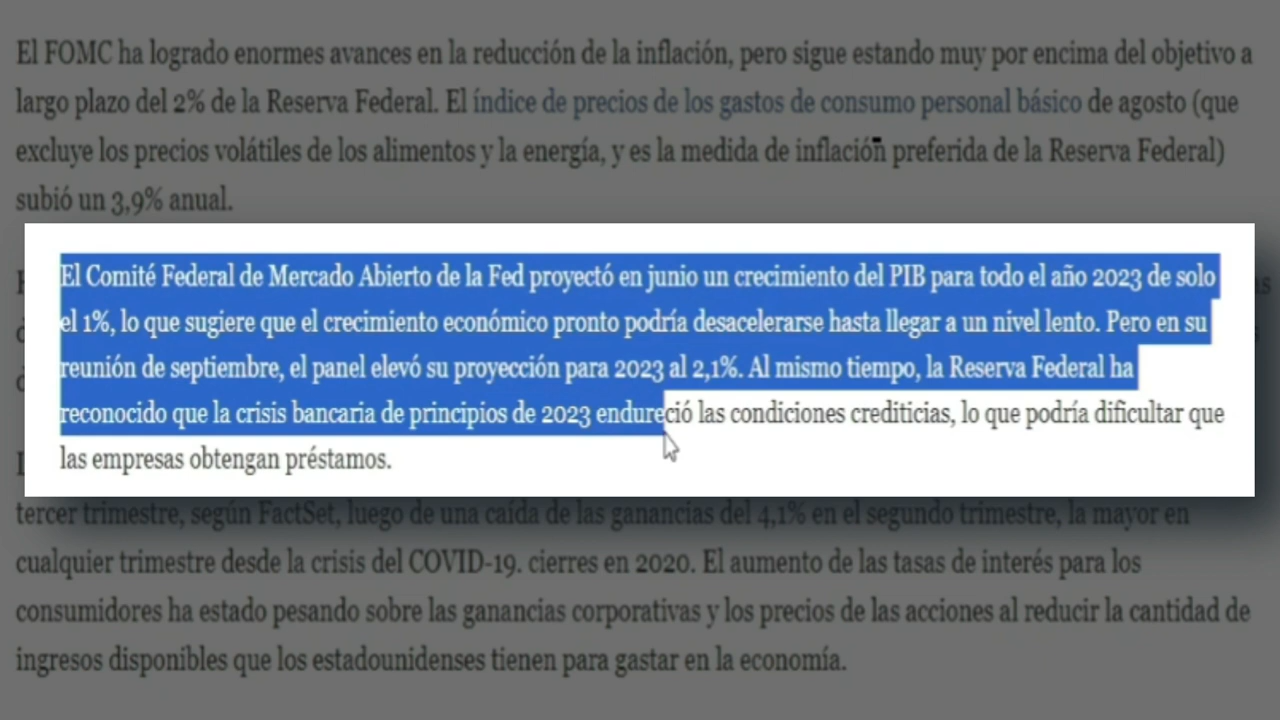 El FOMC ha logrado enormes avances en la reducción de la inflación, pero sigue estando muy por encima del objetivo a
largo plazo del 2% de la Reserva Federal. El índice de precios de los gastos de consumo personal básico de agosto (que
excluye los precios volátiles de los alimentos y la energía, y es la medida de inflación preferida de la Reserva Federal)
subió un 3,9% anual.
El Comité Federal de Mercado Abierto de la Fed proyectó en junio un crecimiento del PIB para todo el año 2023 de solo
el 1%, lo que sugiere que el crecimiento económico pronto podría desacelerarse hasta llegar a un nivel lento. Pero en su
reunión de septiembre, el panel elevó su proyección para 2023 al 2,1%. Al mismo tiempo, la Reserva Federal ha
reconocido que la crisis bancaria de principios de 2023 endureció las condiciones crediticias, lo que podría dificultar que
las empresas obtengan préstamos.
tercer trimestre, según FactSet, luego de una caída de las ganancias del 4,1% en el segundo trimestre, la mayor en
cualquier trimestre desde la crisis del COVID-19. cierres en 2020. El aumento de las tasas de interés para los
consumidores ha estado pesando sobre las ganancias corporativas y los precios de las acciones al reducir la cantidad de
ingresos disponibles que los estadounidenses tienen para gastar en la economía.